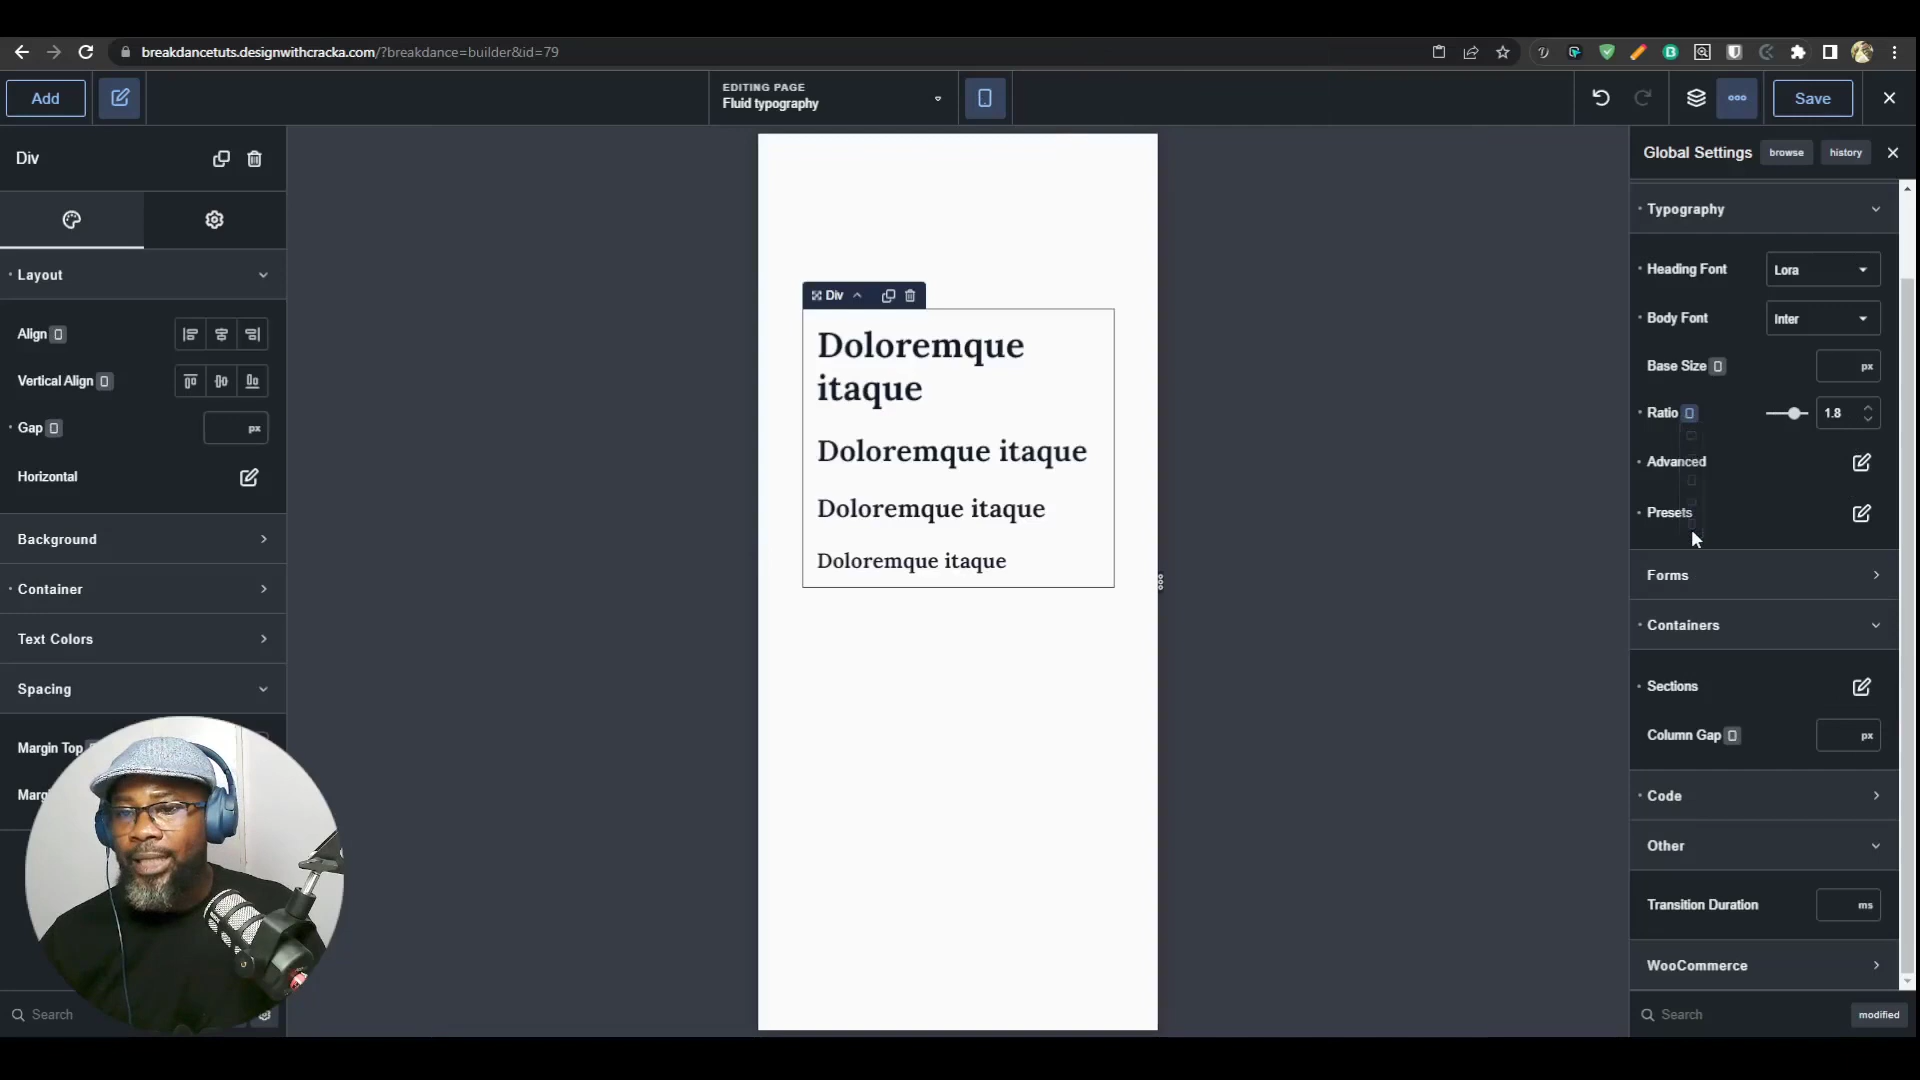 breakdancetuts.designwithcracka.com/?breakdance=builder&id=79
Add
EDITING PAGE
Fluid typography
Save
Div
Layout
Align
Vertical Align
Gap
px
Horizontal
Background
Container
Text Colors
Spacing
Margin Top
Search
Div
Doloremque
itaque
Doloremque itaque
Doloremque itaque
Doloremque itaque
Global Settings
browse
history
Typography
Heading Font
Lora
Body Font
Inter
Base Size
px
Ratio
1.8
Advanced
Presets
Forms
Containers
Sections
Column Gap
px
Code
Other
Transition Duration
ms
WooCommerce
Search
modified